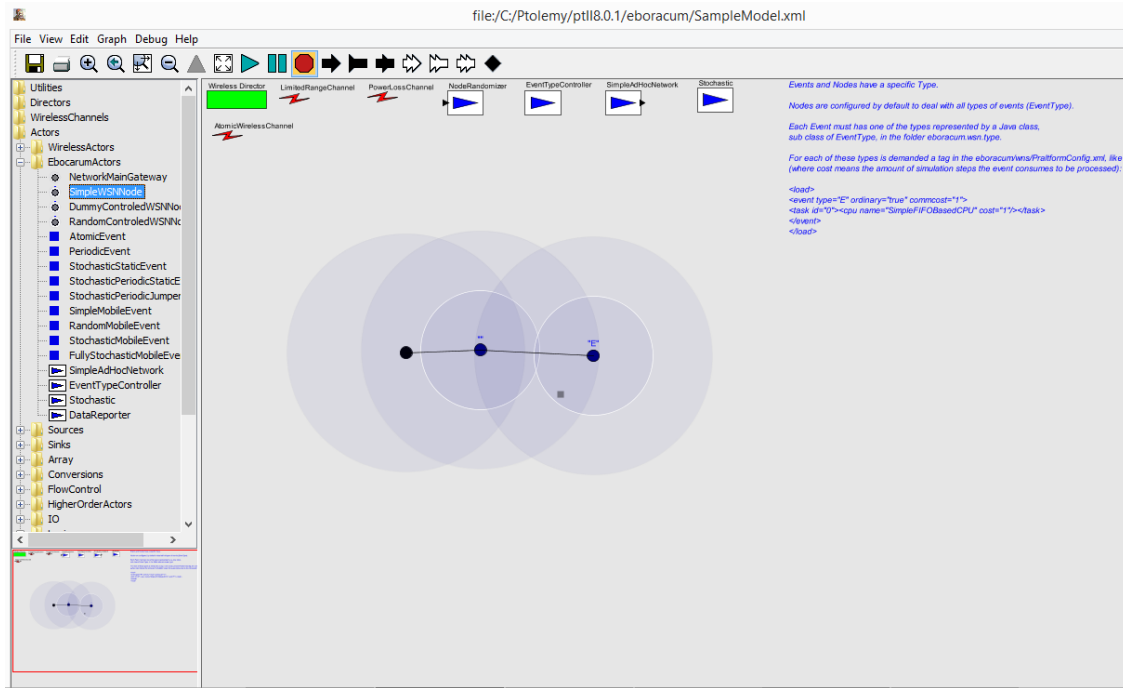 file:/C:/Ptolemy/ptII8.0.1/eboracum/SampleModel.xml
File View Edit Graph Debug Help
Utilities
Directors
WirelessChannels
Actors
WirelessActors
EbocarumActors
NetworkMainGateway
SimpleWSNNode
DummyControledWSNNo
RandomControledWSNNc
AtomicEvent
PeriodicEvent
StochasticStaticEvent
StochasticPeriodicStaticE
StochasticPeriodicJumper
SimpleMobileEvent
RandomMobileEvent
StochasticMobileEvent
FullyStochasticMobileEve
SimpleAdHocNetwork
EventTypeController
Stochastic
DataReporter
Sources
Sinks
Array
Conversions
FlowControl
HigherOrderActors
IO
Wireless Director
LimitedRangeChannel
PowerLossChannel
NodeRandomizer
EventTypeController
SimpleAdHocNetwork
Stochastic
AtomicWirelessChannel
""
"E"
Events and Nodes have a specific Type.
Nodes are configured by default to deal with all types of events (EventType).
Each Event must has one of the types represented by a Java class,
sub class of EventType, in the folder eboracum.wsn.type.
For each of these types is demanded a tag in the eboracum/wns/PraltformConfig.xml, like
(where cost means the amount of simulation steps the event consumes to be processed):
<load>
<event type="E" ordinary="true" commcost="1">
<task id="0"><cpu name="SimpleFIFOBasedCPU" cost="1"/></task>
</event>
</load>